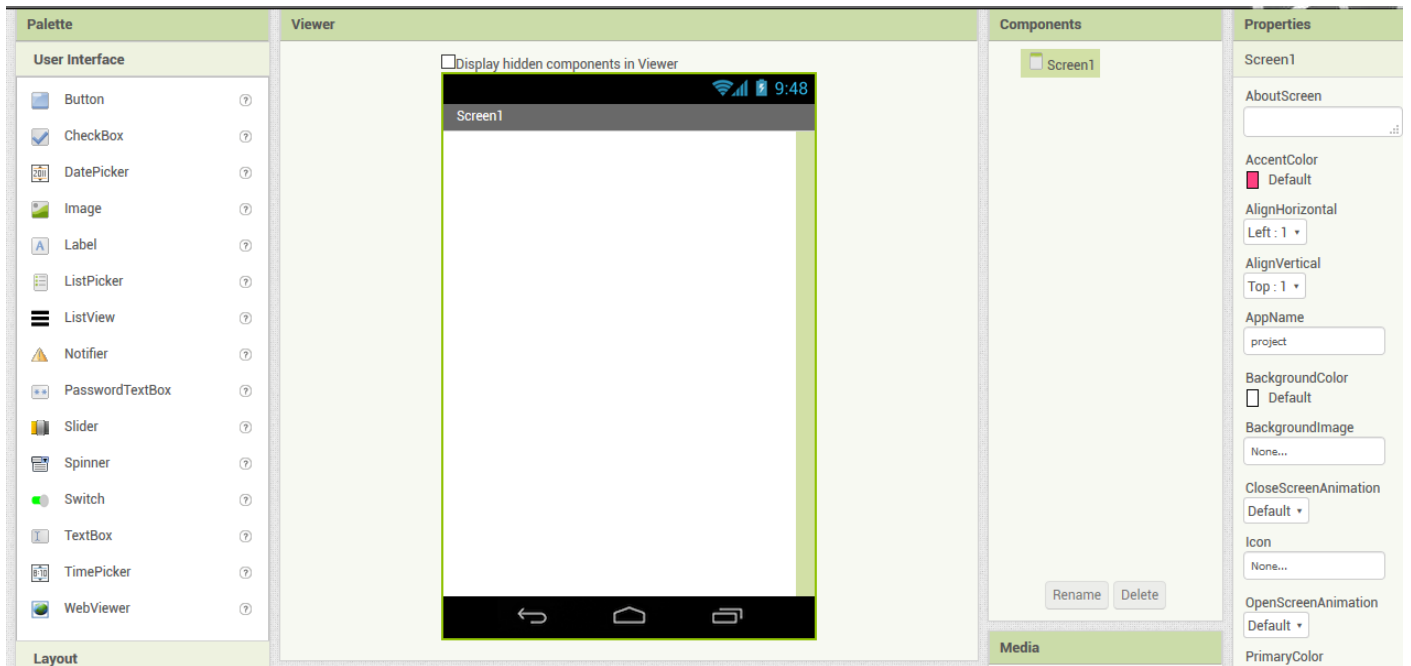 Palette
User Interface
Button
CheckBox
DatePicker
Image
Label
ListPicker
ListView
Notifier
PasswordTextBox
Slider
Spinner
Switch
TextBox
TimePicker
WebViewer
Layout
Viewer
Display hidden components in Viewer
9:48
Screen1
Components
Screen1
Rename Delete
Media
Properties
Screen1
AboutScreen
AccentColor
Default
AlignHorizontal
Left : 1
AlignVertical
Top : 1
AppName
project
BackgroundColor
Default
BackgroundImage
None...
CloseScreenAnimation
Default
Icon
None...
OpenScreenAnimation
Default
PrimaryColor